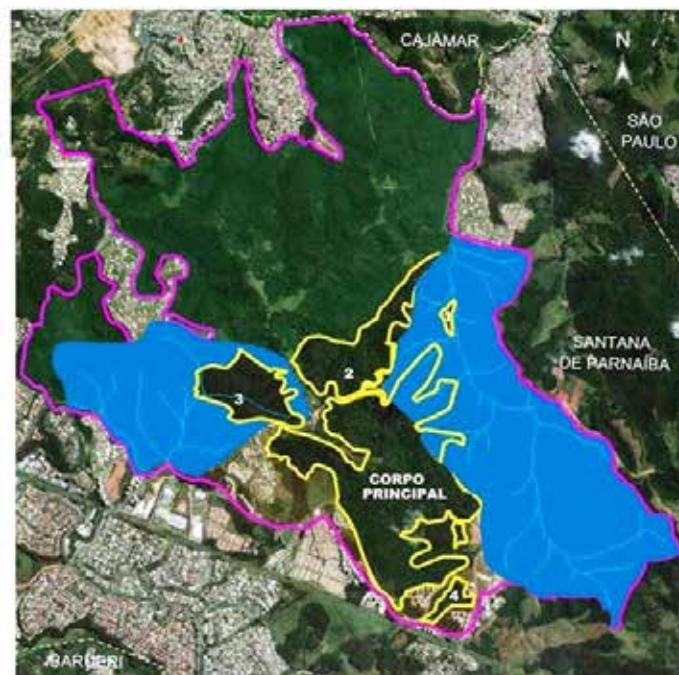 CAJAMAR
N
SÃO
PAULO
SANTANA
DE PARNAÍBA
2
3
CORPO
PRINCIPAL
4
BARUERI